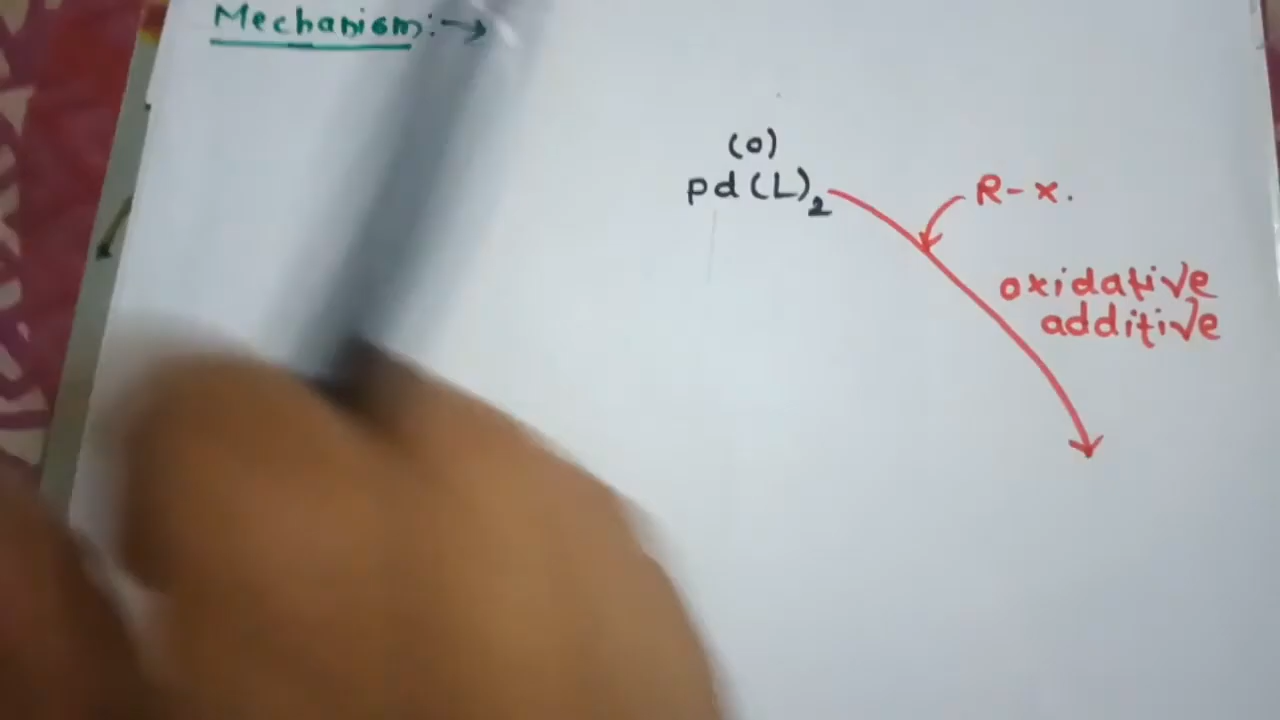 Mechanism:→
(0)
pd(L)₂
R-x.
oxidative
additive